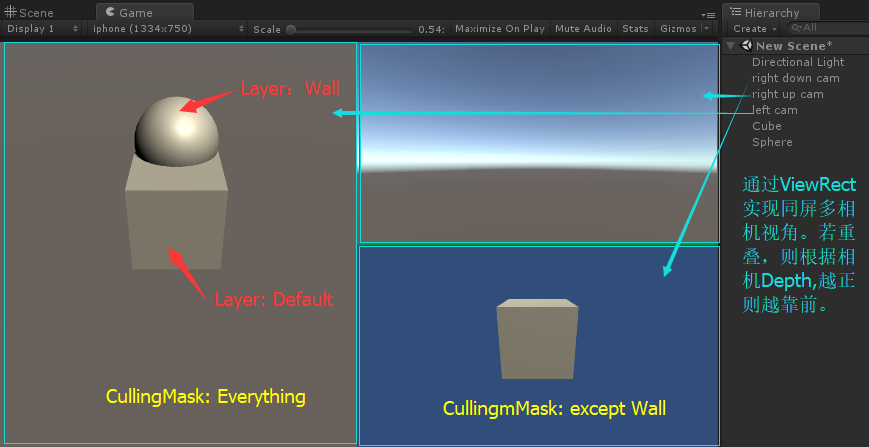 Scene
Game
Hierarchy
Display 1
iphone (1334x750)
Scale
0.54:
Maximize On Play
Mute Audio
Stats
Gizmos
Create
All
New Scene*
Directional Light
right down cam
right up cam
left cam
Cube
Sphere
Layer：Wall
Layer: Default
CullingMask: Everything
CullingmMask: except Wall
通过ViewRect
实现同屏多相
机视角。若重
叠，则根据相
机Depth,越正
则越靠前。